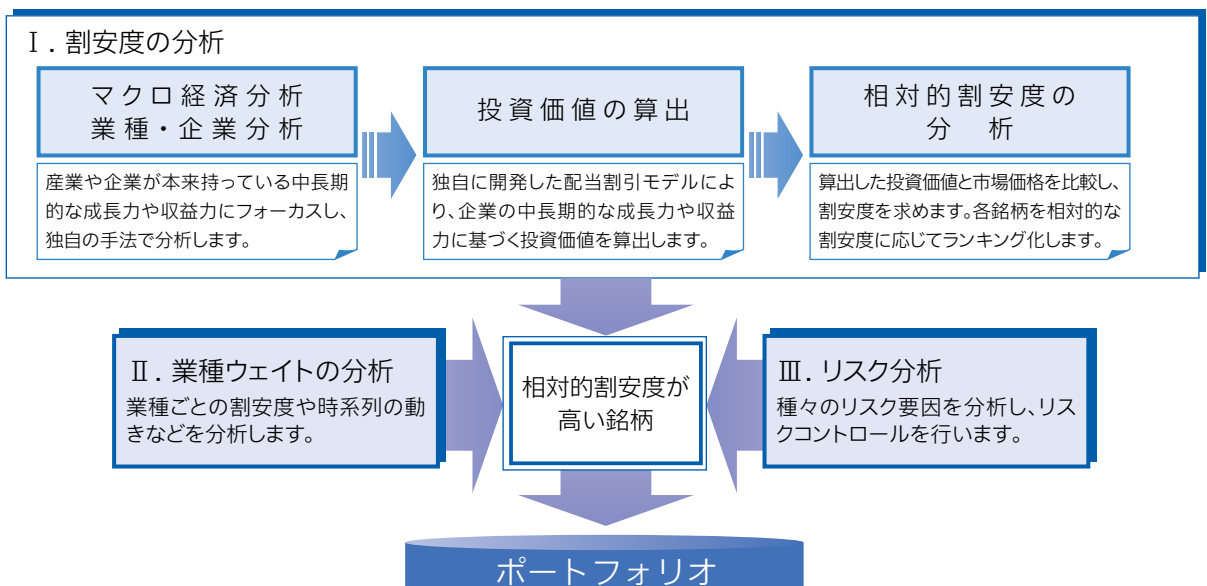 Ⅰ. 割安度の分析
マクロ経済分析
業種・企業分析
産業や企業が本来持っている中長期
的な成長力や収益力にフォーカスし、
独自の手法で分析します。
投資価値の算出
独自に開発した配当割引モデルによ
り、企業の中長期的な成長力や収益
力に基づく投資価値を算出します。
相対的割安度の
分 析
算出した投資価値と市場価格を比較し、
割安度を求めます。各銘柄を相対的な
割安度に応じてランキング化します。
Ⅱ. 業種ウェイトの分析
業種ごとの割安度や時系列の動
きなどを分析します。
相対的割安度が
高い銘柄
Ⅲ. リスク分析
種々のリスク要因を分析し、リス
クコントロールを行います。
ポートフォリオ